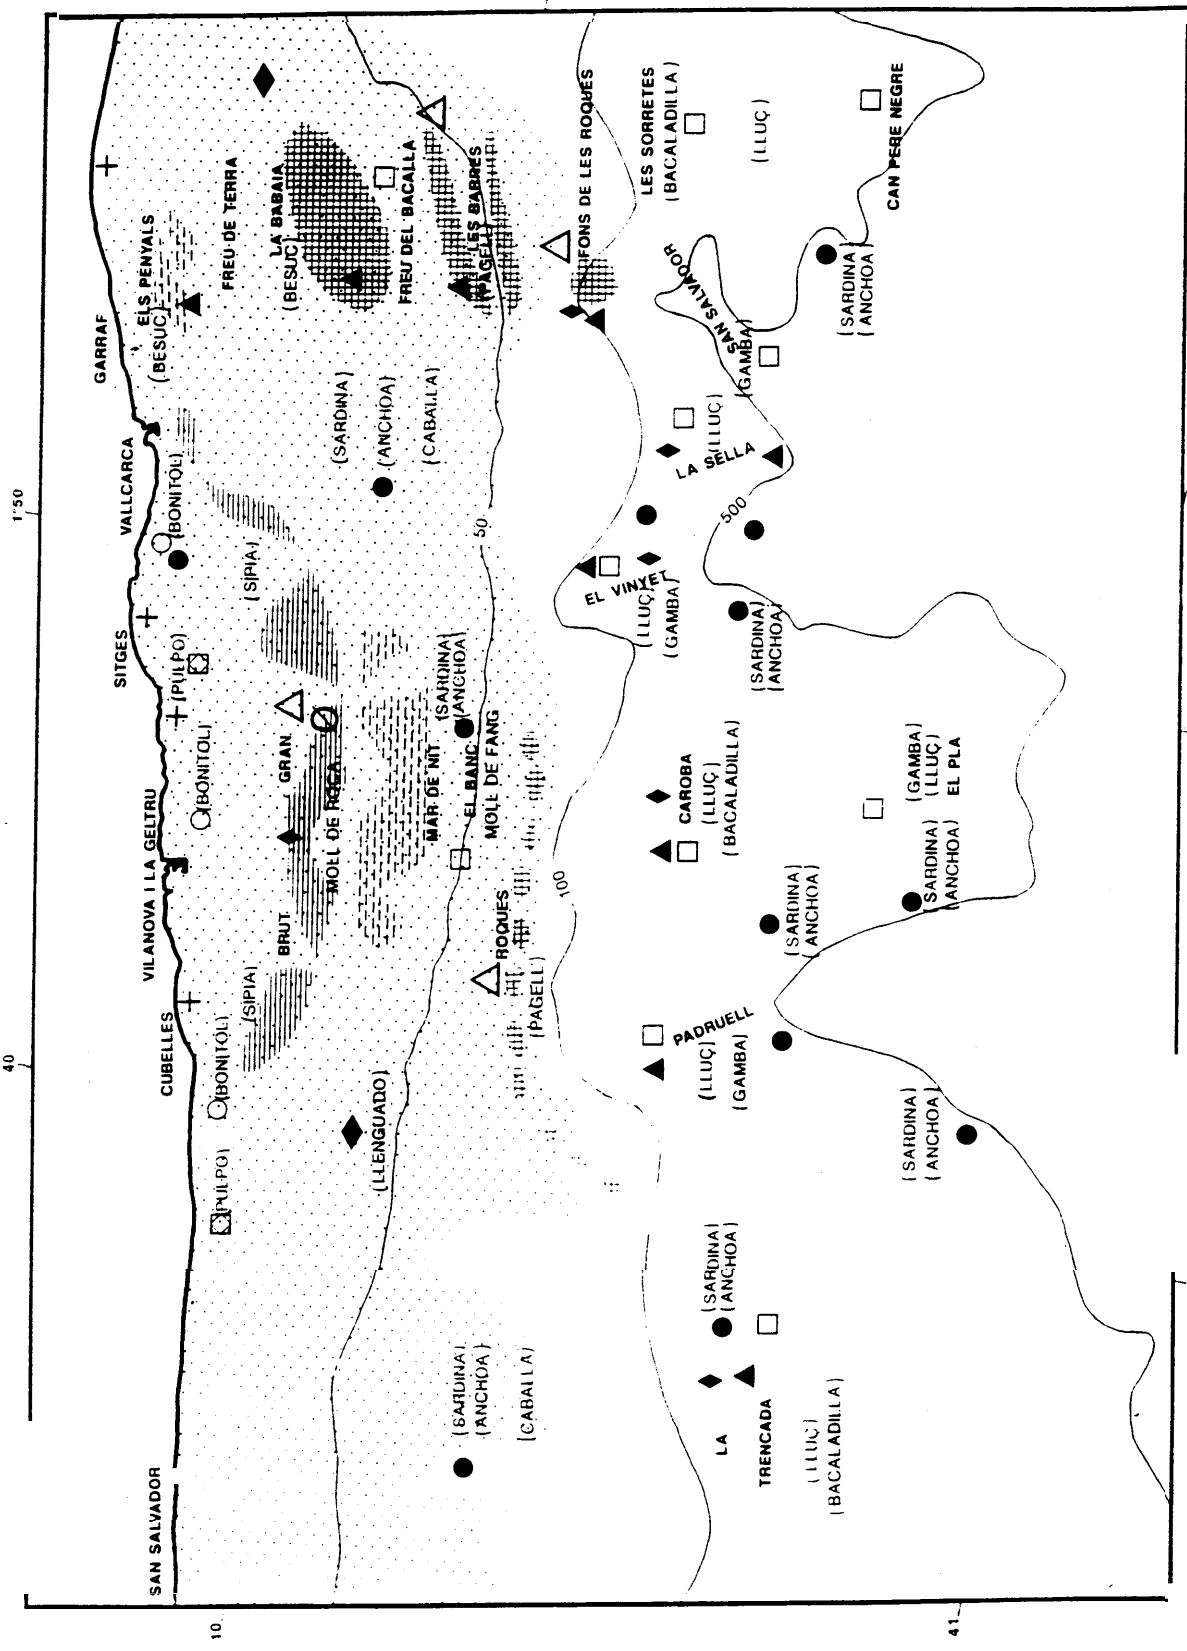 SAN SALVADOR
CUBELLES
VILANOVA I LA GELTRU
SITGES
VALLCARCA
GARRAF
10
40
1°50
41
(PULPO)
(BONITOL)
(SIPIA)
(BONITOL)
(PULPO)
(BONITOL)
(SIPIA)
(BESUC)
ELS PENYALS
FREU DE TERRA
LA BABAIA
(BESUC)
FREU DEL BACALLA
LES BABRES
(PAGELL)
FONS DE LES ROQUES
BRUT
GRAN
MOLL DE ROCA
MAR DE NIT
EL BANC
MOLL DE FANG
(SARDINA)
(ANCHOA)
(SARDINA)
(ANCHOA)
(CABALLA)
(LLENGUADO)
(SARDINA)
(ANCHOA)
(CABALLA)
ROQUES
(PAGELL)
50
100
500
LES SORRETES
(BACALADILLA)
(LLUÇ)
CAN PERE NEGRE
SAN SALVADOR
(GAMBA)
(SARDINA)
(ANCHOA)
(LLUÇ)
LA SELLA
EL VINYET
(LLUÇ)
(GAMBA)
(SARDINA)
(ANCHOA)
CAROBA
(LLUÇ)
(BACALADILLA)
(GAMBA)
(LLUÇ)
EL PLA
(SARDINA)
(ANCHOA)
(SARDINA)
(ANCHOA)
PADRUELL
(LLUÇ)
(GAMBA)
(SARDINA)
(ANCHOA)
(SARDINA)
(ANCHOA)
LA
TRENCADA
(LLUÇ)
(BACALADILLA)